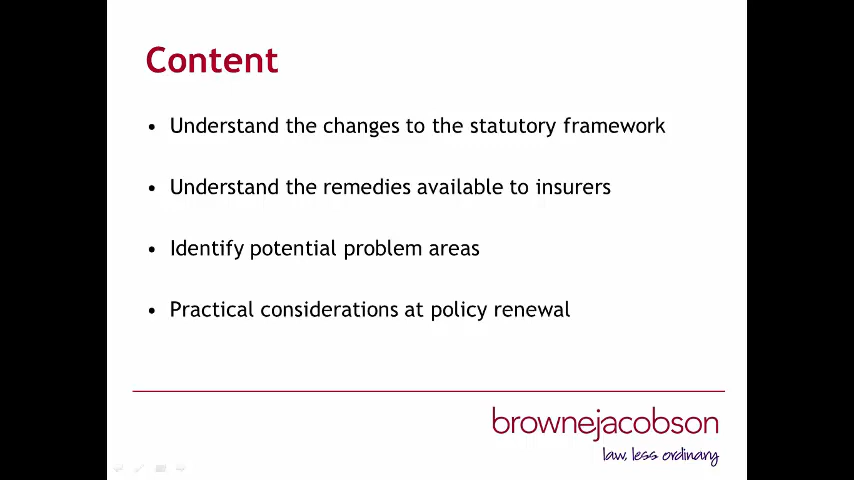 Content
• Understand the changes to the statutory framework
• Understand the remedies available to insurers
• Identify potential problem areas
• Practical considerations at policy renewal
brownejacobson
law, less ordinary